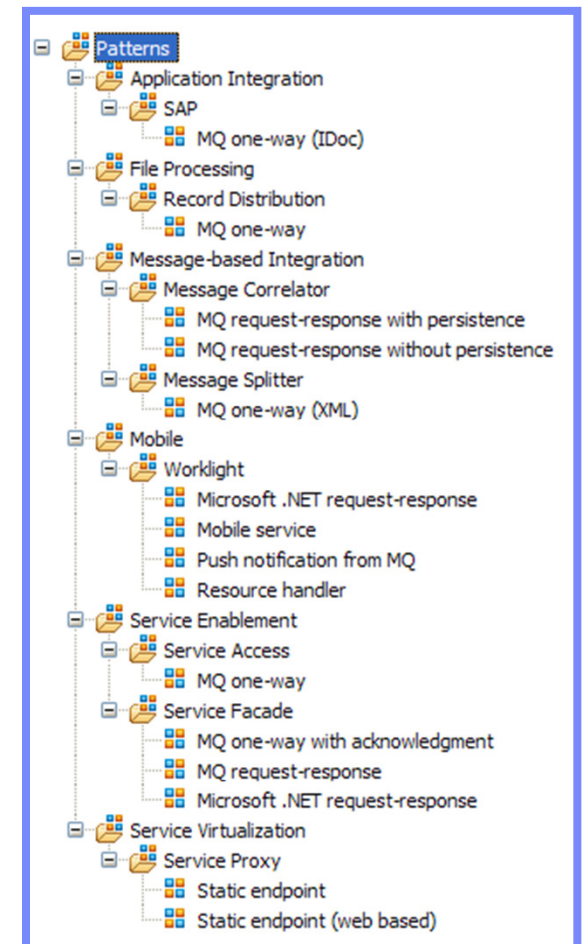 Patterns
Application Integration
SAP
MQ one-way (IDoc)
File Processing
Record Distribution
MQ one-way
Message-based Integration
Message Correlator
MQ request-response with persistence
MQ request-response without persistence
Message Splitter
MQ one-way (XML)
Mobile
Worklight
Microsoft .NET request-response
Mobile service
Push notification from MQ
Resource handler
Service Enablement
Service Access
MQ one-way
Service Facade
MQ one-way with acknowledgment
MQ request-response
Microsoft .NET request-response
Service Virtualization
Service Proxy
Static endpoint
Static endpoint (web based)